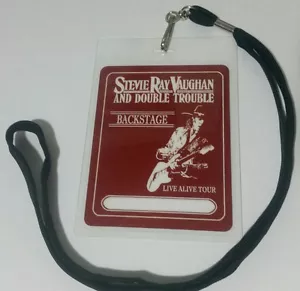 STEVIE RAY VAUGHAN
AND DOUBLE TROUBLE
BACKSTAGE
LIVE ALIVE TOUR